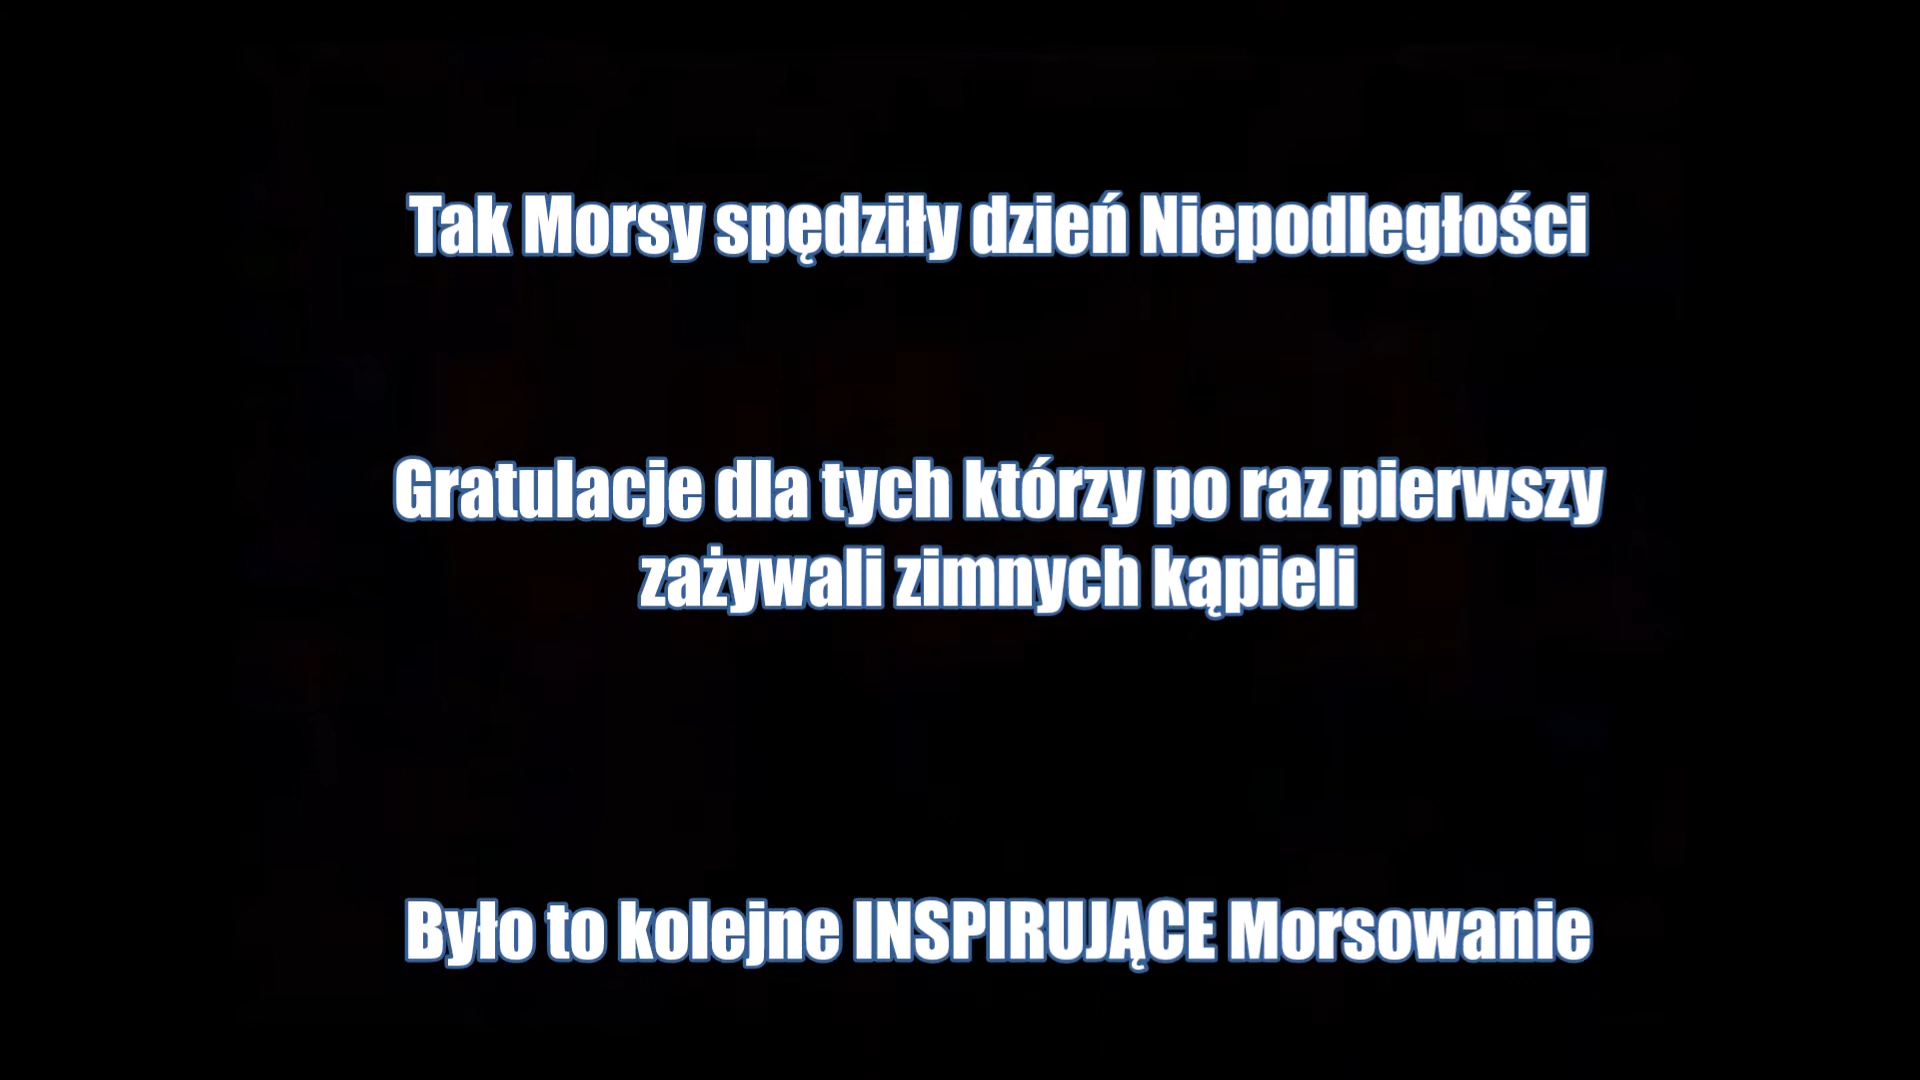 Tak Morsy spędziły dzień Niepodległości
Gratulacje dla tych którzy po raz pierwszy
zażywali zimnych kąpieli
Było to kolejne INSPIRUJĄCE Morsowanie